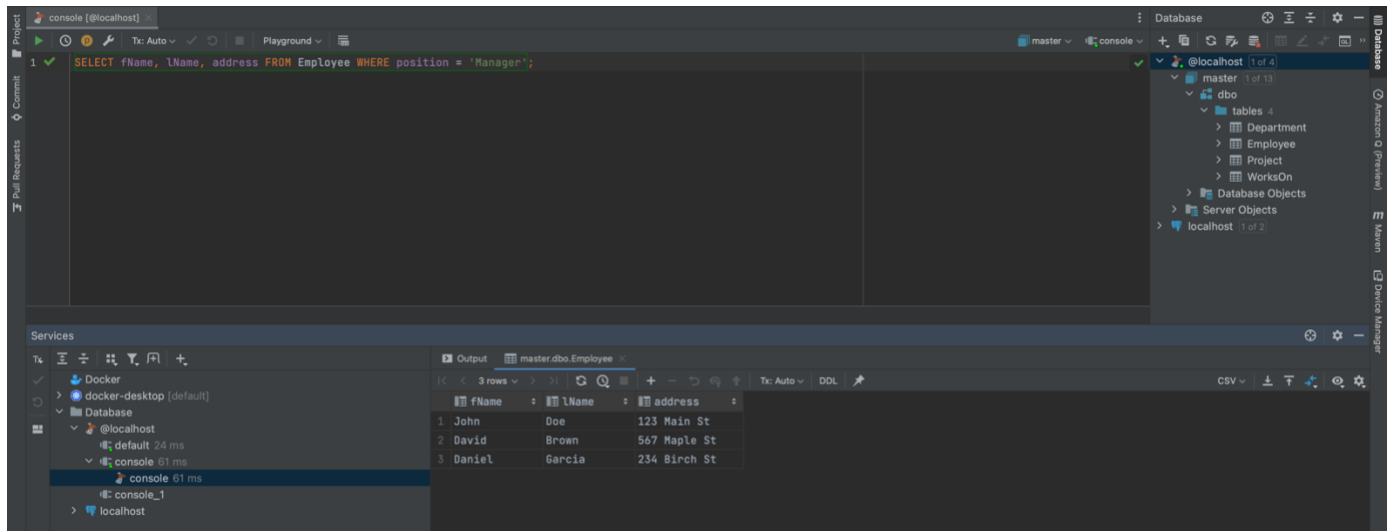 console [@localhost]
Database
Project
Commit
Pull Requests
Tx: Auto
Playground
master
console
1 SELECT fName, lName, address FROM Employee WHERE position = 'Manager';
@localhost 1 of 4
master 1 of 13
dbo
tables 4
Department
Employee
Project
WorksOn
Database Objects
Server Objects
localhost 1 of 2
Database
Amazon Q (Preview)
m Maven
Device Manager
Services
Tx
Docker
docker-desktop [default]
Database
@localhost
default 24 ms
console 61 ms
console 61 ms
console_1
localhost
Output master.dbo.Employee
3 rows Tx: Auto DDL CSV
fName lName address
1 John Doe 123 Main St
2 David Brown 567 Maple St
3 Daniel Garcia 234 Birch St